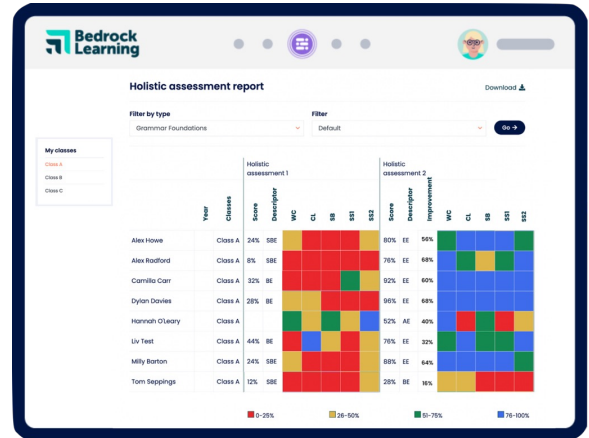 Bedrock
Learning
Holistic assessment report
Download
Filter by type
Filter
Grammar Foundations
Default
Go →
My classes
Class A
Class B
Class C
Holistic
assessment 1
Holistic
assessment 2
Year Classes Score Descriptor WC CL SB SS1 SS2 Score Descriptor Improvement WC CL SB SS1 SS2
Alex Howe Class A 24% SBE 80% EE 56%
Alex Radford Class A 8% SBE 76% EE 68%
Camilla Carr Class A 32% BE 92% EE 60%
Dylan Davies Class A 28% BE 96% EE 68%
Hannah O'Leary Class A 52% AE 40%
Liv Test Class A 44% BE 76% EE 32%
Milly Barton Class A 24% SBE 88% EE 64%
Tom Seppings Class A 12% SBE 28% BE 16%
0-25% 26-50% 51-75% 76-100%